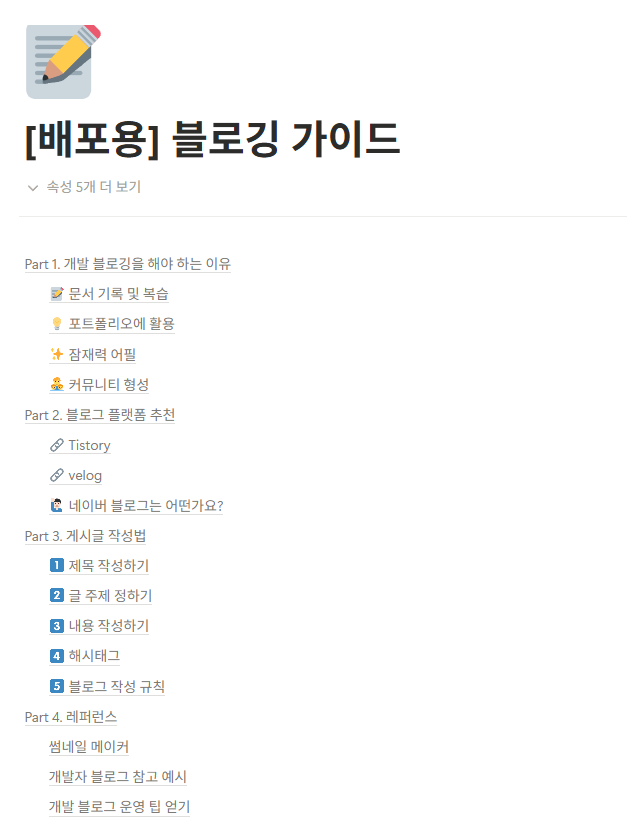 [배포용] 블로깅 가이드
속성 5개 더 보기
Part 1. 개발 블로깅을 해야 하는 이유
📝 문서 기록 및 복습
💡 포트폴리오에 활용
✨ 잠재력 어필
🧑‍🤝‍🧑 커뮤니티 형성
Part 2. 블로그 플랫폼 추천
🔗 Tistory
🔗 velog
🙋🏻‍♂️ 네이버 블로그는 어떤가요?
Part 3. 게시글 작성법
1️⃣ 제목 작성하기
2️⃣ 글 주제 정하기
3️⃣ 내용 작성하기
4️⃣ 해시태그
5️⃣ 블로그 작성 규칙
Part 4. 레퍼런스
썸네일 메이커
개발자 블로그 참고 예시
개발 블로그 운영 팁 얻기